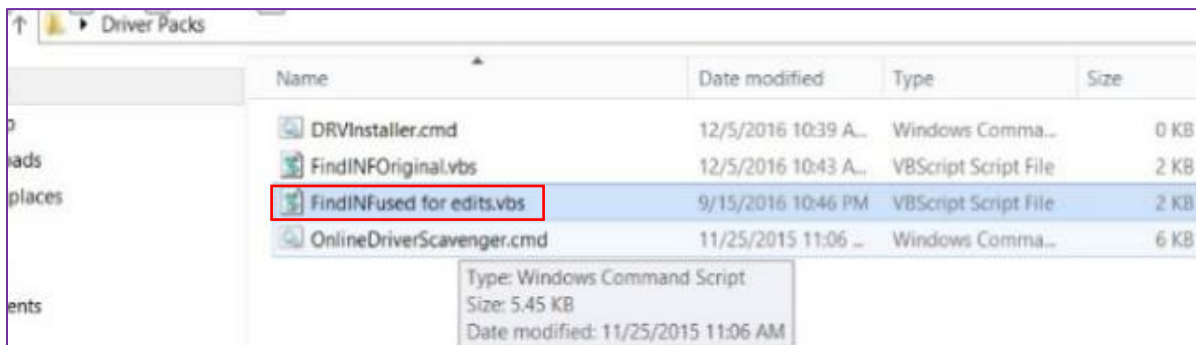 Driver Packs
Name Date modified Type Size
DRVInstaller.cmd 12/5/2016 10:39 A... Windows Comma... 0 KB
FindINFOriginal.vbs 12/5/2016 10:43 A... VBScript Script File 2 KB
FindINFused for edits.vbs 9/15/2016 10:46 PM VBScript Script File 2 KB
OnlineDriverScavenger.cmd 11/25/2015 11:06 ... Windows Comma... 6 KB
Type: Windows Command Script
Size: 5.45 KB
Date modified: 11/25/2015 11:06 AM
oads
places
ents